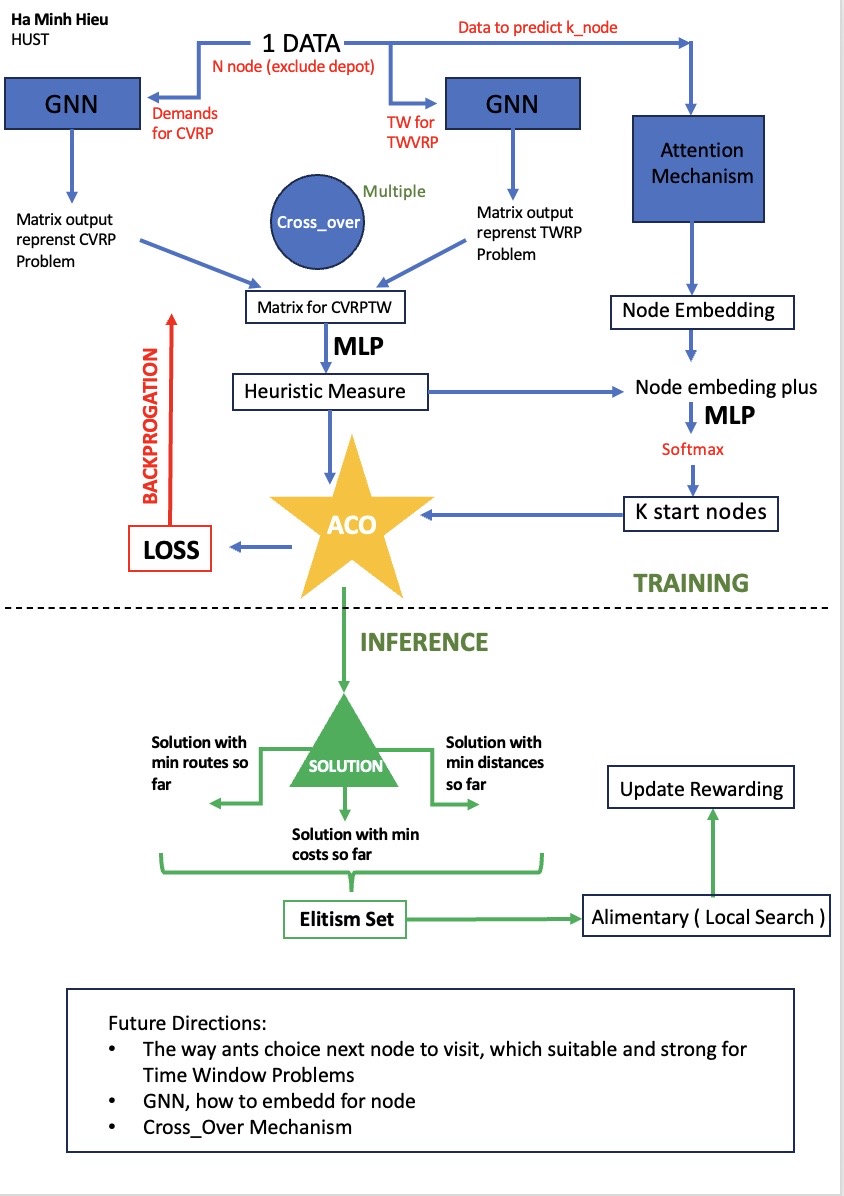 Ha Minh Hieu
HUST
1 DATA
N node (exclude depot)
Data to predict k_node
GNN
Demands
for CVRP
TW for
TWVRP
GNN
Attention
Mechanism
Multiple
Cross_over
Matrix output
reprenst CVRP
Problem
Matrix output
reprenst TWRP
Problem
Matrix for CVRPTW
Node Embedding
MLP
Heuristic Measure
Node embeding plus
MLP
Softmax
BACKPROGATION
K start nodes
ACO
LOSS
TRAINING
INFERENCE
Solution with
min routes so
far
SOLUTION
Solution with
min distances
so far
Solution with min
costs so far
Update Rewarding
Elitism Set
Alimentary ( Local Search )
Future Directions:
• The way ants choice next node to visit, which suitable and strong for
Time Window Problems
• GNN, how to embedd for node
• Cross_Over Mechanism